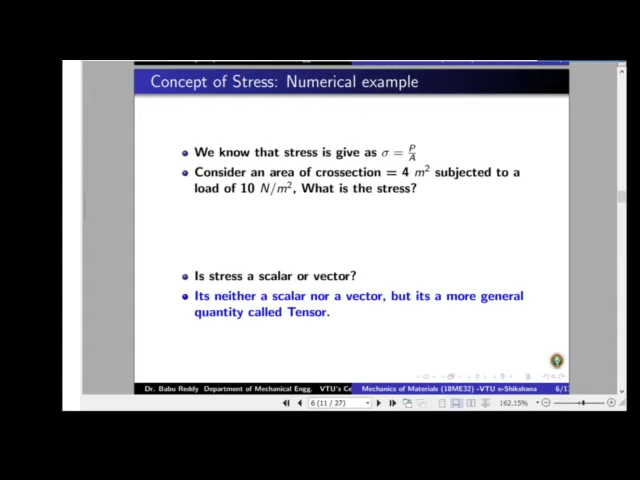 Concept of Stress: Numerical example
We know that stress is give as σ = P/A
Consider an area of crossection = 4 m² subjected to a
load of 10 N/m², What is the stress?
Is stress a scalar or vector?
Its neither a scalar nor a vector, but its a more general
quantity called Tensor.
Dr. Babu Reddy Department of Mechanical Engg. VTU's Ce
Mechanics of Materials (18ME32) -VTU e-Shikshana
6/1
6 (11 / 27)
162.15%